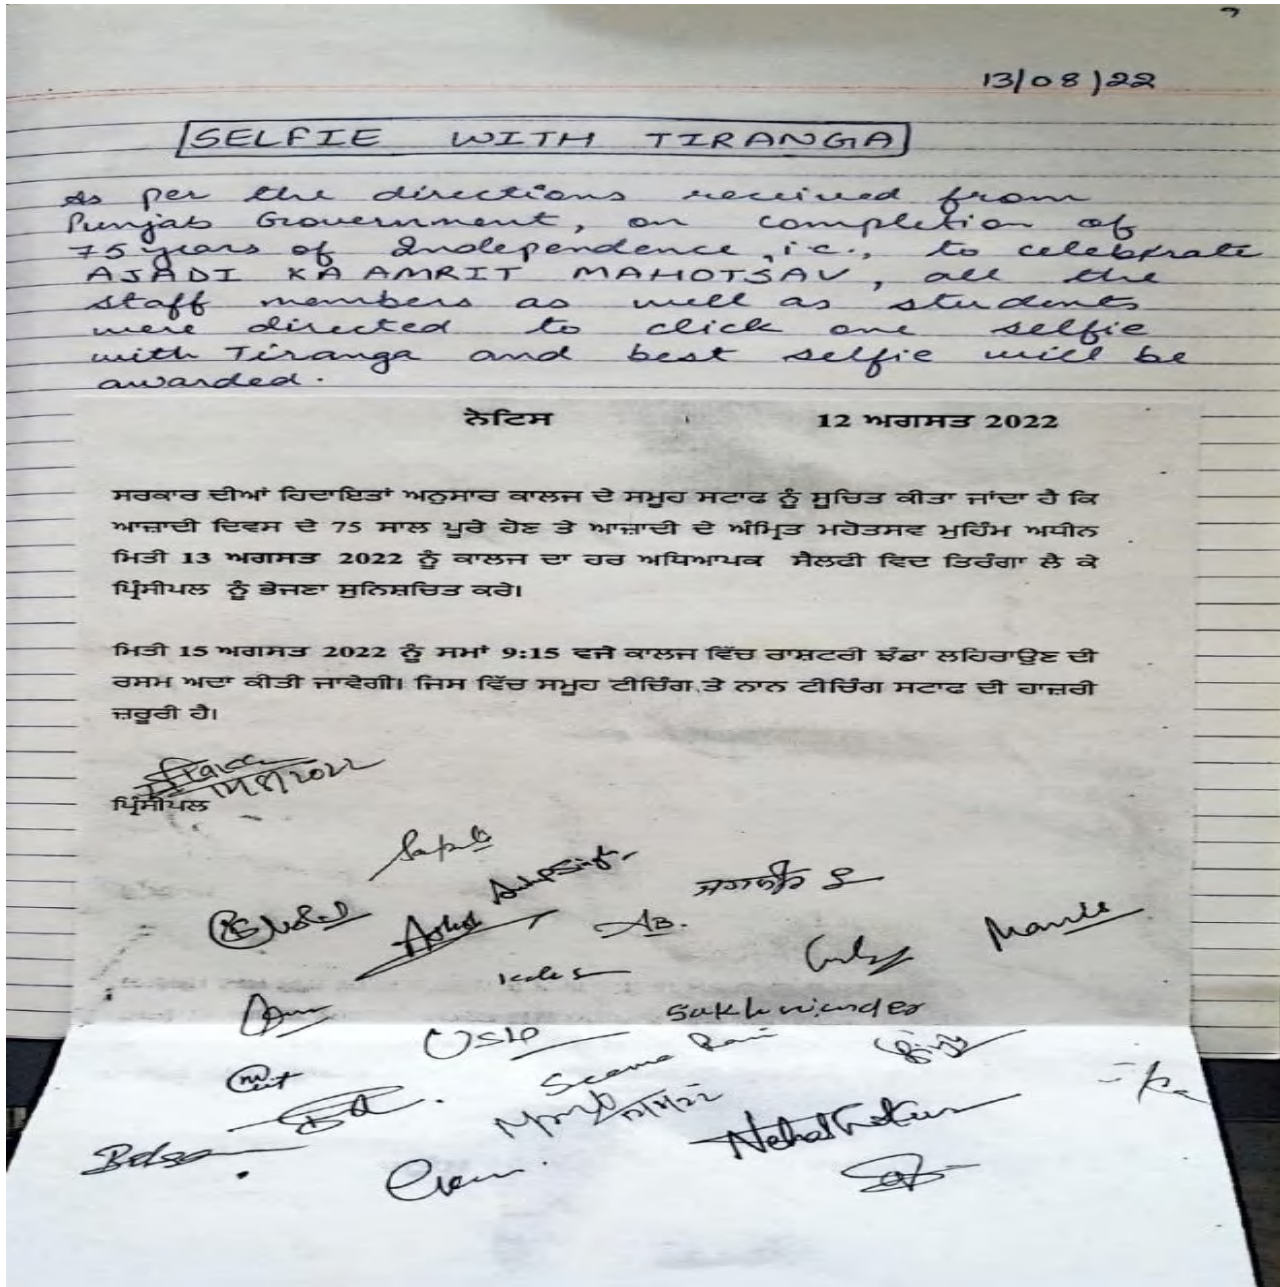 13/08/22
SELFIE WITH TIRANGA
As per the directions received from
Punjab Government, on completion of
75 years of Independence, i.e., to celebrate
AJADI KA AMRIT MAHOTSAV, all the
staff members as well as students
were directed to click one selfie
with Tiranga and best selfie will be
awarded.
ਨੋਟਿਸ 12 ਅਗਸਤ 2022
ਸਰਕਾਰ ਦੀਆਂ ਹਿਦਾਇਤਾਂ ਅਨੁਸਾਰ ਕਾਲਜ ਦੇ ਸਮੂਹ ਸਟਾਫ ਨੂੰ ਸੂਚਿਤ ਕੀਤਾ ਜਾਂਦਾ ਹੈ ਕਿ
ਆਜ਼ਾਦੀ ਦਿਵਸ ਦੇ 75 ਸਾਲ ਪੂਰੇ ਹੋਣ ਤੇ ਆਜ਼ਾਦੀ ਦੇ ਅੰਮ੍ਰਿਤ ਮਹੋਤਸਵ ਮੁਹਿੰਮ ਅਧੀਨ
ਮਿਤੀ 13 ਅਗਸਤ 2022 ਨੂੰ ਕਾਲਜ ਦਾ ਹਰ ਅਧਿਆਪਕ ਸੈਲਫੀ ਵਿਦ ਤਿਰੰਗਾ ਲੈ ਕੇ
ਪ੍ਰਿੰਸੀਪਲ ਨੂੰ ਭੇਜਣਾ ਸੁਨਿਸ਼ਚਿਤ ਕਰੇ।
ਮਿਤੀ 15 ਅਗਸਤ 2022 ਨੂੰ ਸਮਾਂ 9:15 ਵਜੇ ਕਾਲਜ ਵਿੱਚ ਰਾਸ਼ਟਰੀ ਝੰਡਾ ਲਹਿਰਾਉਣ ਦੀ
ਰਸਮ ਅਦਾ ਕੀਤੀ ਜਾਵੇਗੀ। ਜਿਸ ਵਿੱਚ ਸਮੂਹ ਟੀਚਿੰਗ ਤੇ ਨਾਨ ਟੀਚਿੰਗ ਸਟਾਫ ਦੀ ਹਾਜ਼ਰੀ
ਜ਼ਰੂਰੀ ਹੈ।
ਪ੍ਰਿੰਸੀਪਲ
AB.
Sukhwinder
Singh
Seema Rani